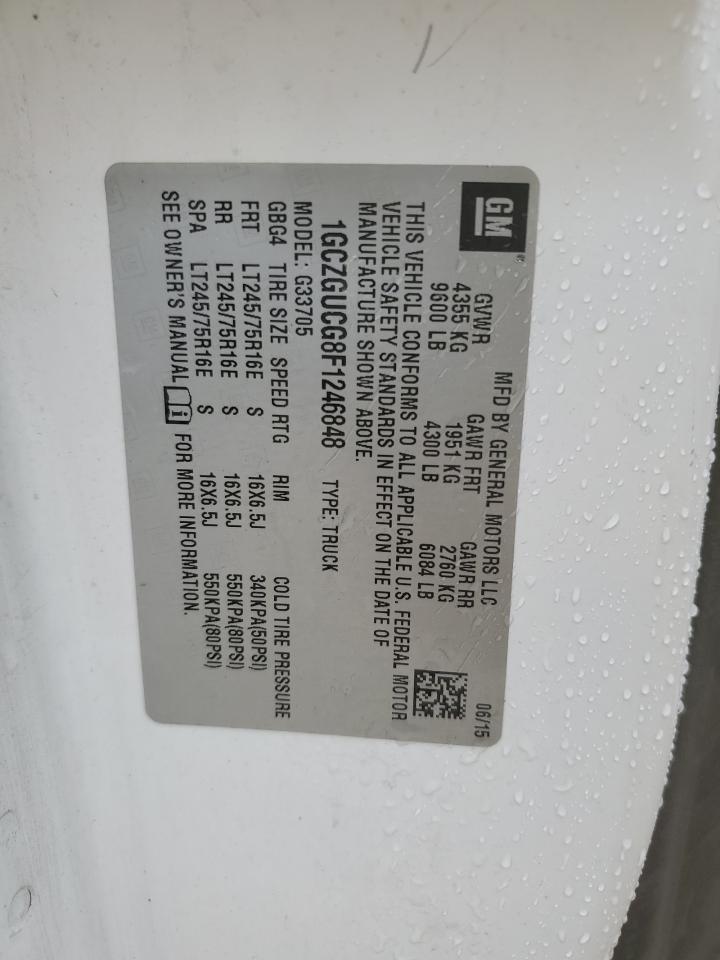 GM®
MFD BY GENERAL MOTORS LLC 06/15
GVWR GAWR FRT GAWR RR
4355 KG 1951 KG 2760 KG
9600 LB 4300 LB 6084 LB
THIS VEHICLE CONFORMS TO ALL APPLICABLE U.S. FEDERAL MOTOR
VEHICLE SAFETY STANDARDS IN EFFECT ON THE DATE OF
MANUFACTURE SHOWN ABOVE.
1GCZGUCG8F1246848 TYPE: TRUCK
MODEL: G33705
GBG4 TIRE SIZE SPEED RTG RIM COLD TIRE PRESSURE
FRT LT245/75R16E S 16X6.5J 340KPA(50PSI)
RR LT245/75R16E S 16X6.5J 550KPA(80PSI)
SPA LT245/75R16E S 16X6.5J 550KPA(80PSI)
SEE OWNER'S MANUAL i FOR MORE INFORMATION.